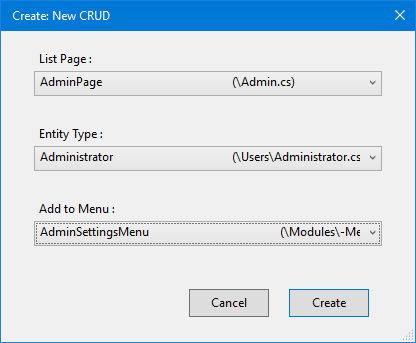 Create: New CRUD
List Page :
AdminPage (\Admin.cs)
Entity Type :
Administrator (\Users\Administrator.cs
Add to Menu :
AdminSettingsMenu (\Modules\-Me
Cancel Create